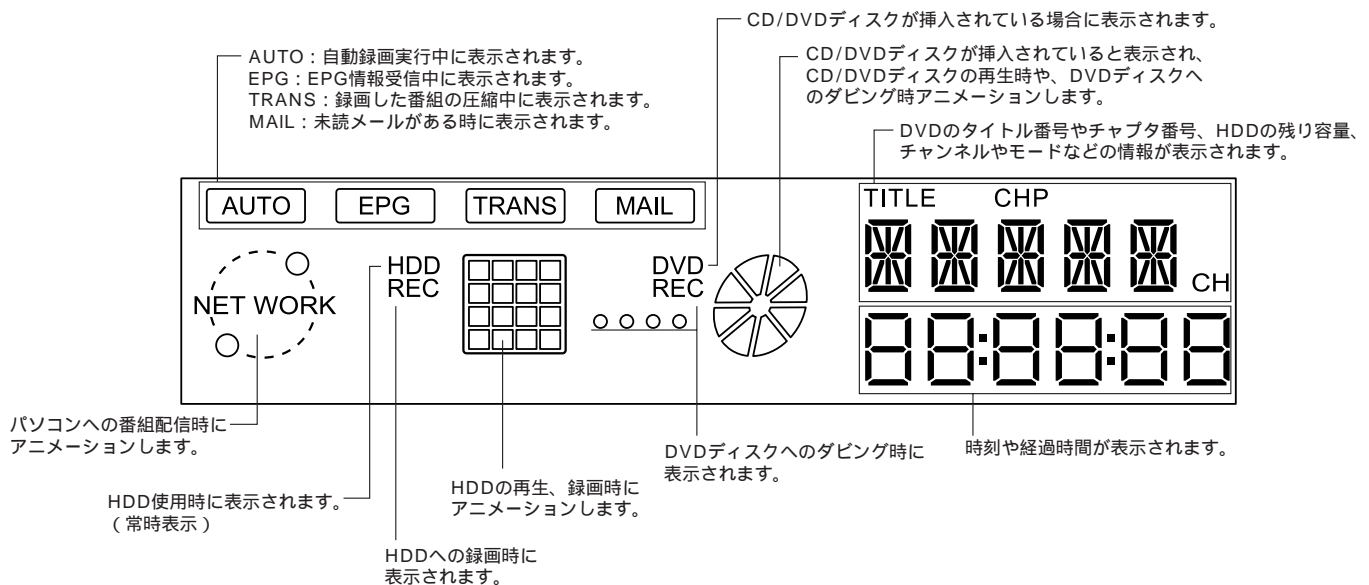 CD/DVDディスクが挿入されている場合に表示されます。
AUTO：自動録画実行中に表示されます。
EPG：EPG情報受信中に表示されます。
TRANS：録画した番組の圧縮中に表示されます。
MAIL：未読メールがある時に表示されます。
CD/DVDディスクが挿入されていると表示され、
CD/DVDディスクの再生時や、DVDディスクへ
のダビング時アニメーションします。
DVDのタイトル番号やチャプタ番号、HDDの残り容量、
チャンネルやモードなどの情報が表示されます。
AUTO EPG TRANS MAIL
TITLE CHP
HDD
REC
DVD
REC
CH
NET WORK
88:88:88
パソコンへの番組配信時に
アニメーションします。
HDD使用時に表示されます。
（常時表示）
HDDへの録画時に
表示されます。
HDDの再生、録画時に
アニメーションします。
DVDディスクへのダビング時に
表示されます。
時刻や経過時間が表示されます。